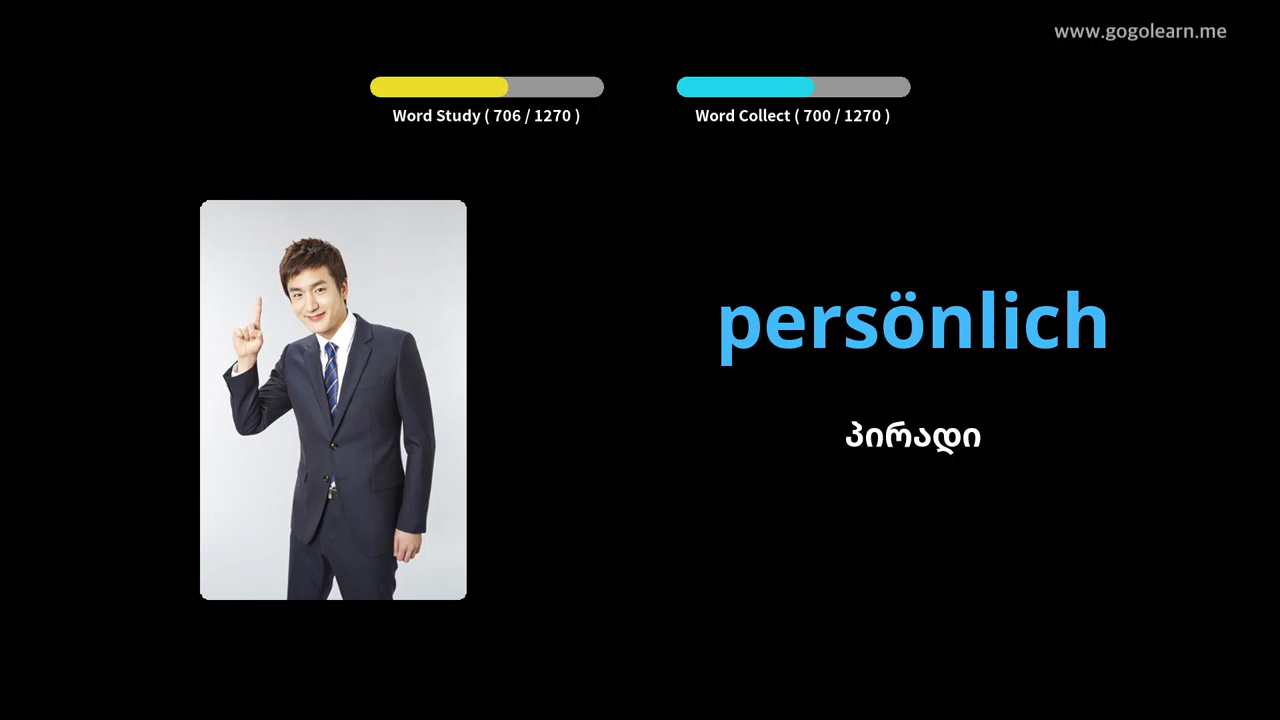 www.gogolearn.me
Word Study ( 706 / 1270 )
Word Collect ( 700 / 1270 )
persönlich
პირადი